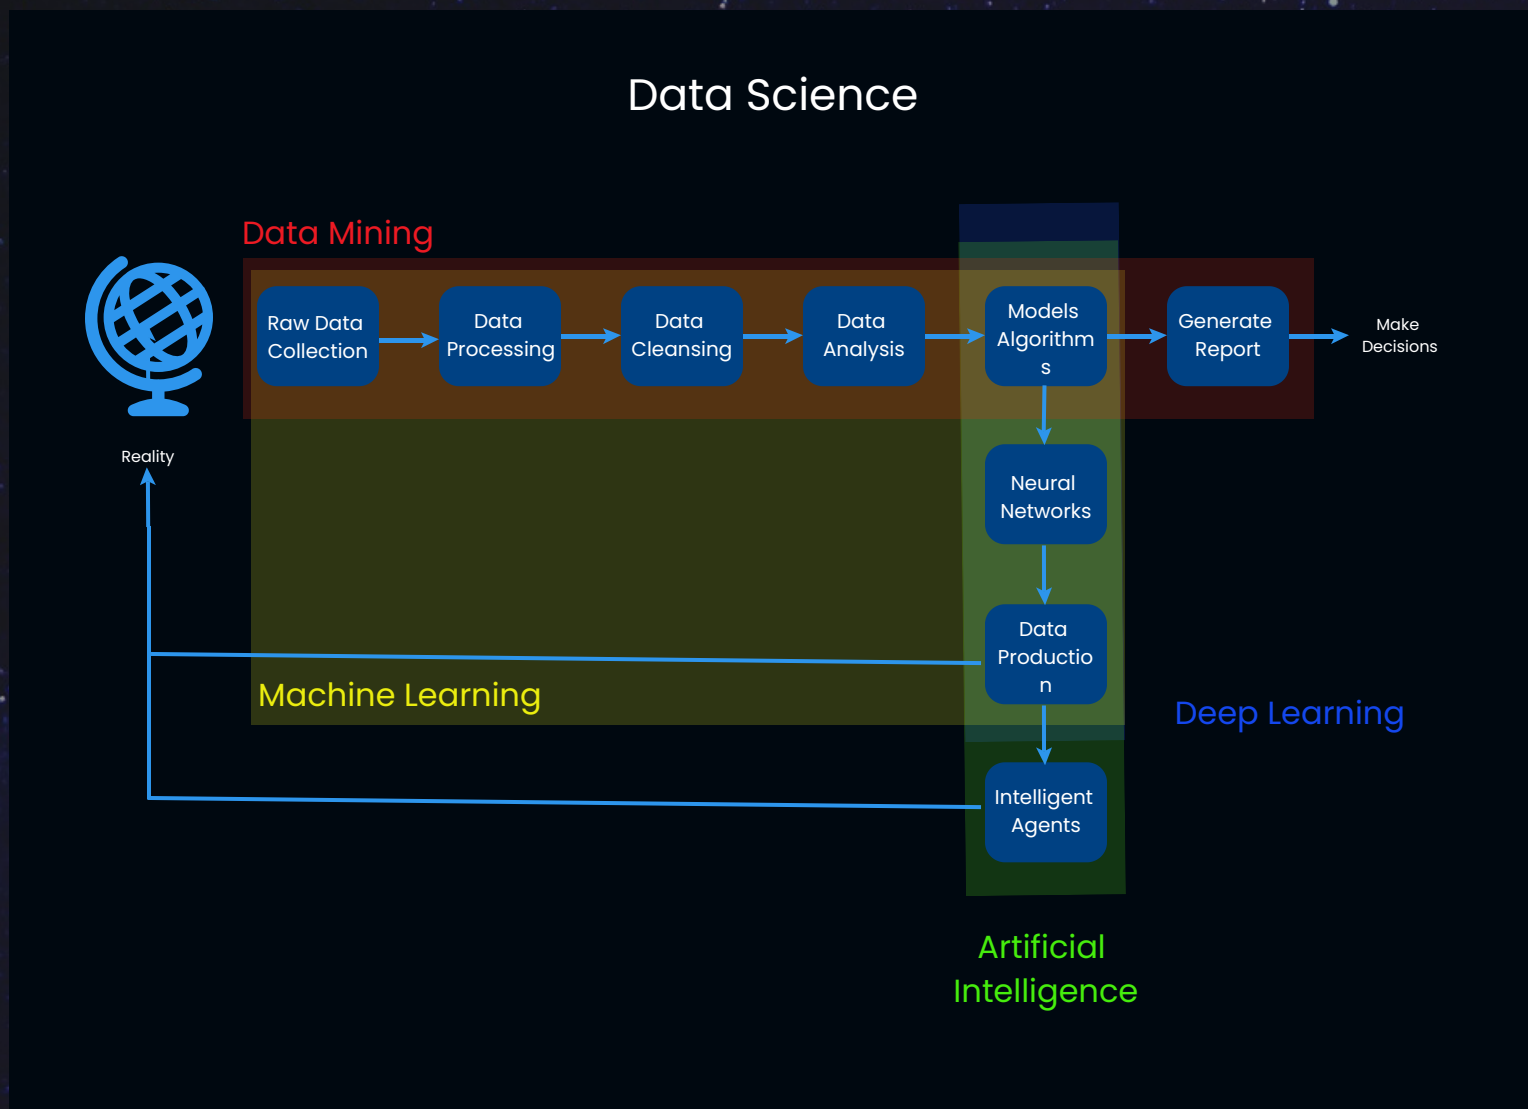 Data Science
Data Mining
Raw Data
Collection
Data
Processing
Data
Cleansing
Data
Analysis
Models
Algorithm
s
Generate
Report
Make
Decisions
Reality
Neural
Networks
Data
Productio
n
Machine Learning
Deep Learning
Intelligent
Agents
Artificial
Intelligence